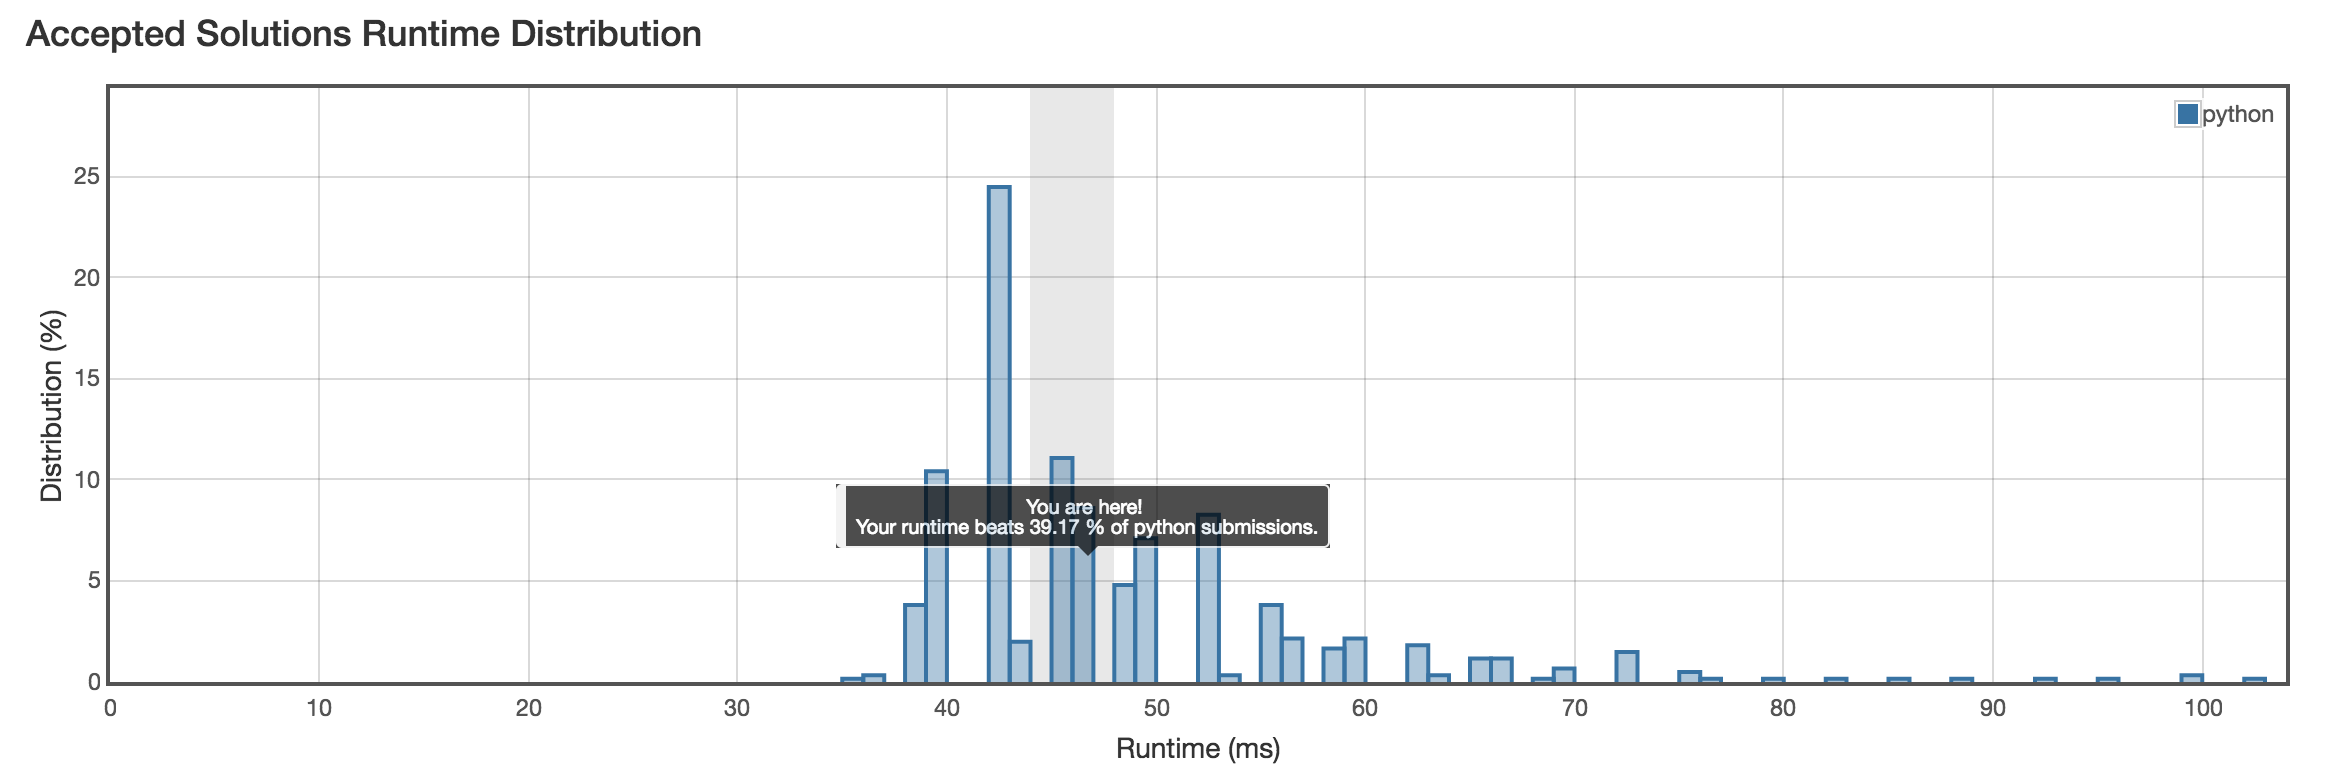 Accepted Solutions Runtime Distribution
python
25
20
15
10
5
0
Distribution (%)
You are here!
Your runtime beats 39.17 % of python submissions.
0 10 20 30 40 50 60 70 80 90 100
Runtime (ms)